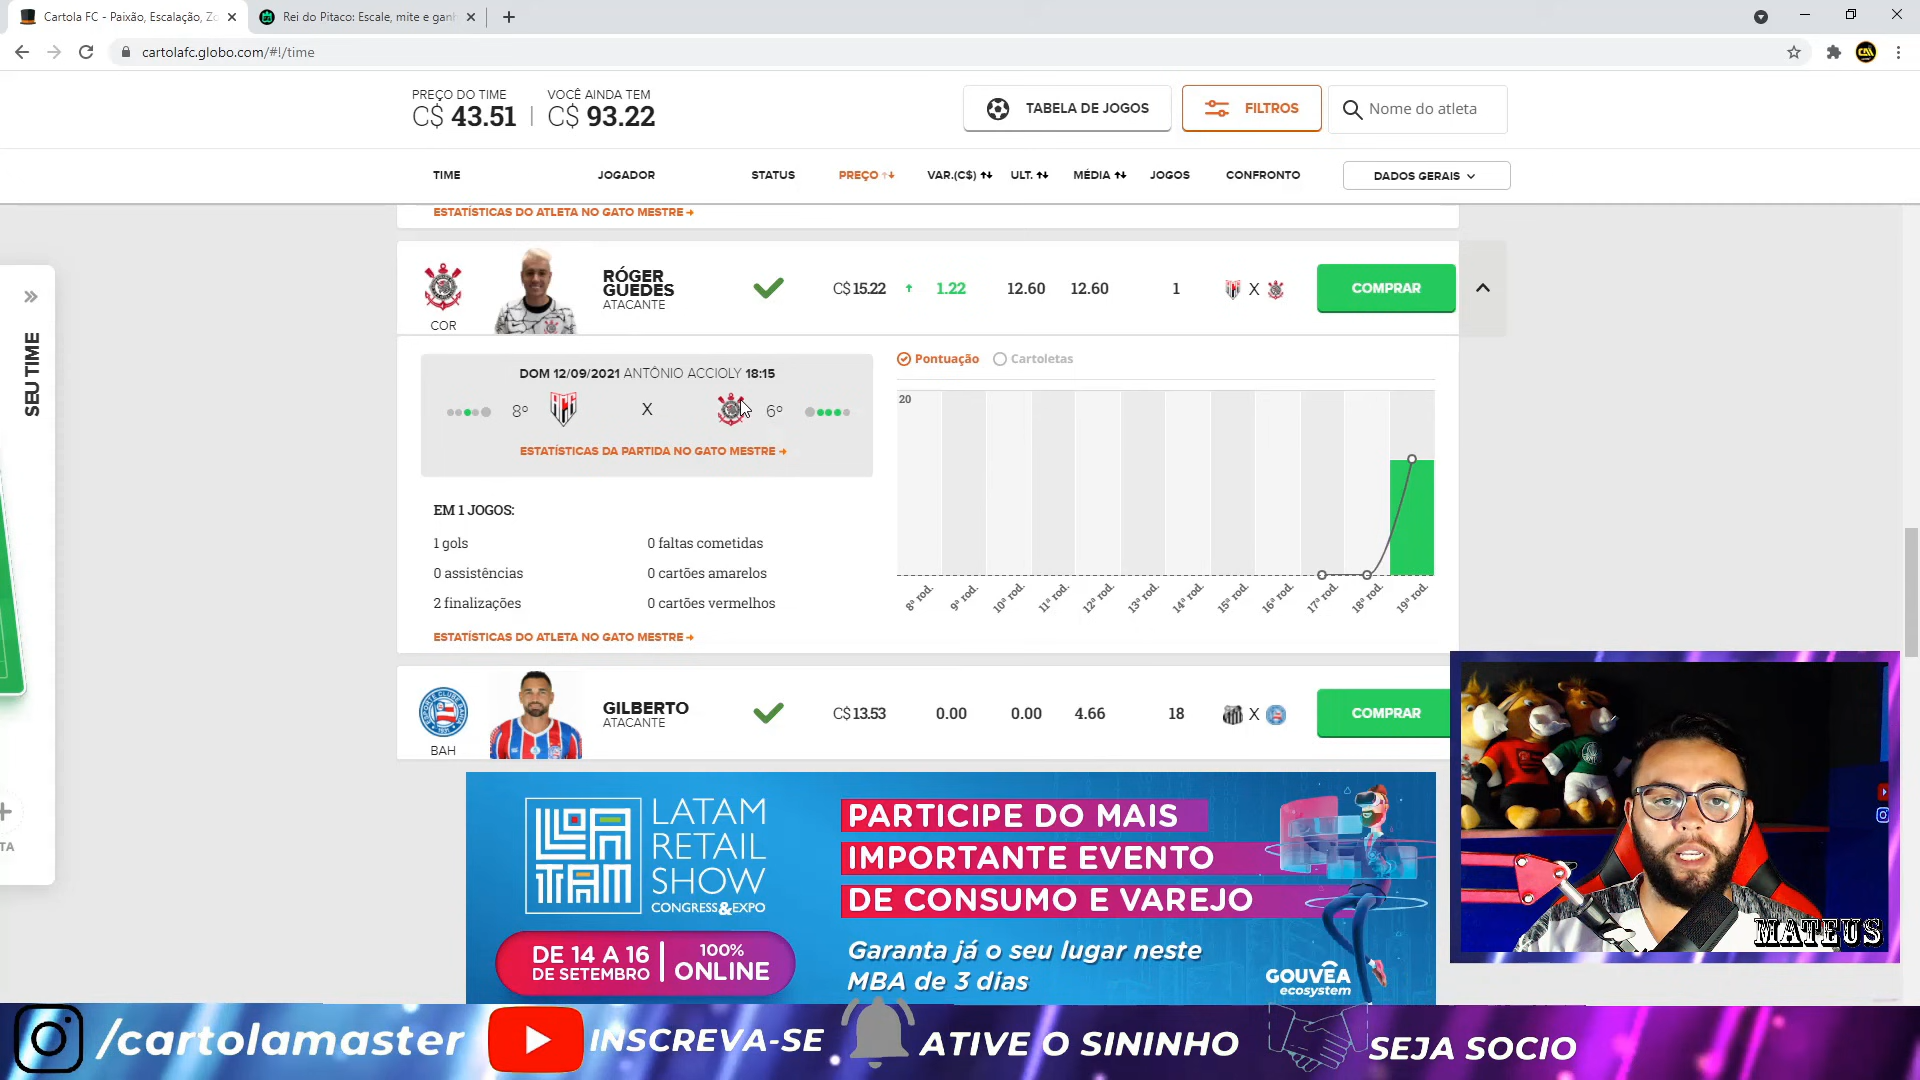 Cartola FC - Paixão, Escalação, Zo
Rei do Pitaco: Escale, mite e ganh
cartolafc.globo.com/#!/time
PREÇO DO TIME
C$ 43.51
VOCÊ AINDA TEM
C$ 93.22
TABELA DE JOGOS
FILTROS
Nome do atleta
TIME JOGADOR STATUS PREÇO VAR.(C$) ULT. MÉDIA JOGOS CONFRONTO DADOS GERAIS
ESTATÍSTICAS DO ATLETA NO GATO MESTRE
SEU TIME
TA
COR
RÓGER
GUEDES
ATACANTE
C$ 15.22 1.22 12.60 12.60 1 X COMPRAR
DOM 12/09/2021 ANTÔNIO ACCIOLY 18:15
8º X 6º
ESTATÍSTICAS DA PARTIDA NO GATO MESTRE
EM 1 JOGOS:
1 gols 0 faltas cometidas
0 assistências 0 cartões amarelos
2 finalizações 0 cartões vermelhos
ESTATÍSTICAS DO ATLETA NO GATO MESTRE
Pontuação Cartoletas
20
8ª rod. 9ª rod. 10ª rod. 11ª rod. 12ª rod. 13ª rod. 14ª rod. 15ª rod. 16ª rod. 17ª rod. 18ª rod. 19ª rod.
BAH
GILBERTO
ATACANTE
C$ 13.53 0.00 0.00 4.66 18 X COMPRAR
LATAM
RETAIL
SHOW
CONGRESS&EXPO
DE 14 A 16
DE SETEMBRO
100%
ONLINE
PARTICIPE DO MAIS
IMPORTANTE EVENTO
DE CONSUMO E VAREJO
Garanta já o seu lugar neste
MBA de 3 dias
GOUVÊA
ecosystem
MATEUS
/cartolamaster
INSCREVA-SE
ATIVE O SININHO
SEJA SOCIO